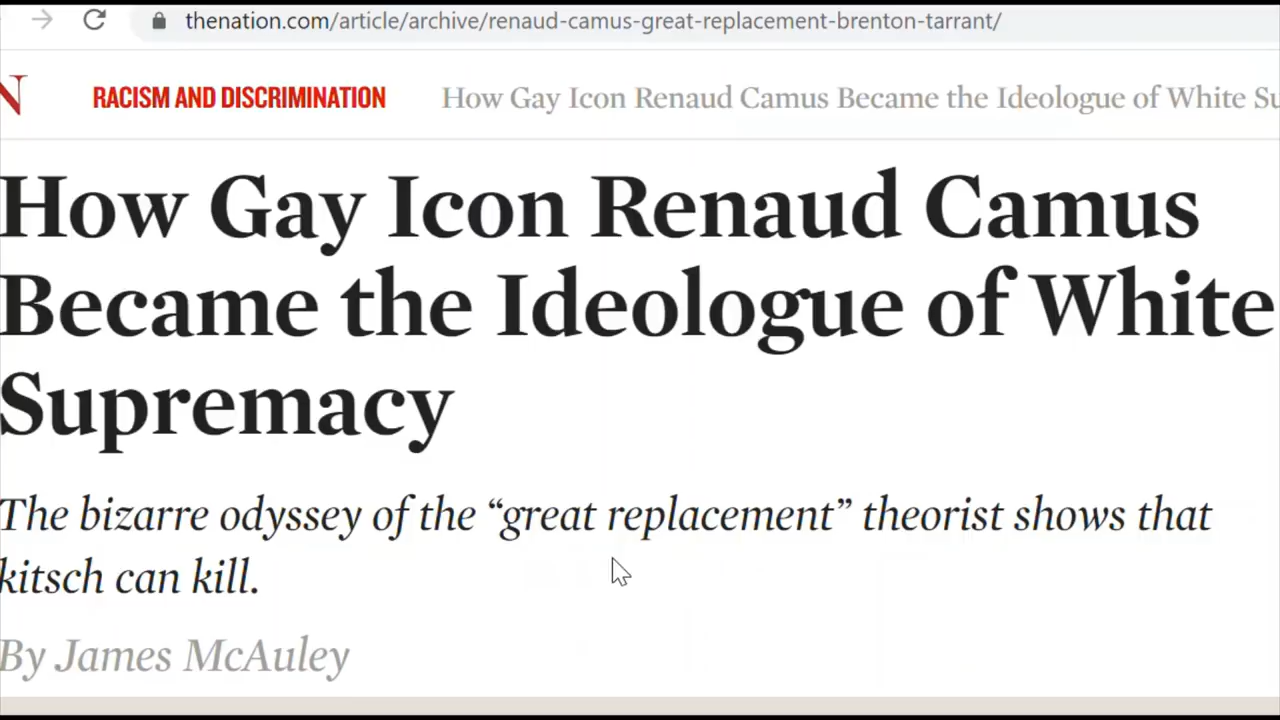 thenation.com/article/archive/renaud-camus-great-replacement-brenton-tarrant/
N RACISM AND DISCRIMINATION How Gay Icon Renaud Camus Became the Ideologue of White Su
How Gay Icon Renaud Camus
Became the Ideologue of White
Supremacy
The bizarre odyssey of the “great replacement” theorist shows that
kitsch can kill.
By James McAuley